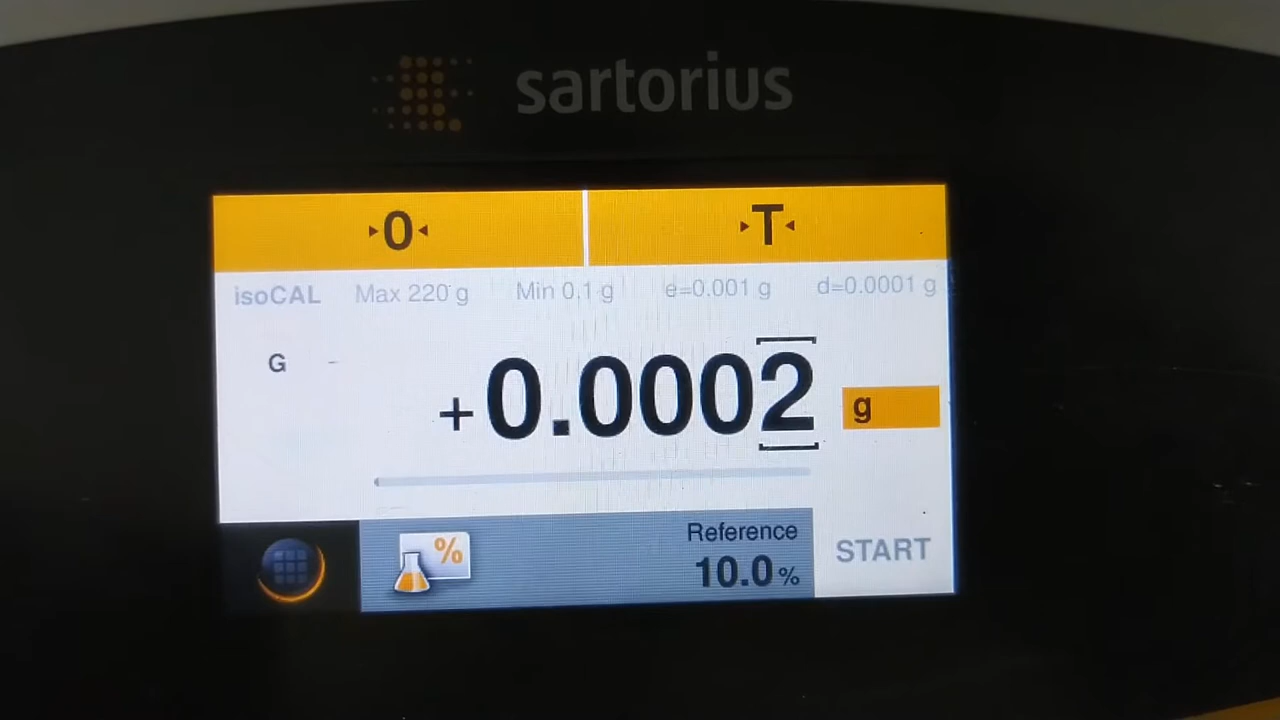 sartorius
0 T
isoCAL Max 220 g Min 0.1 g e=0.001 g d=0.0001 g
G
+0.0002 g
%
Reference
10.0 %
START